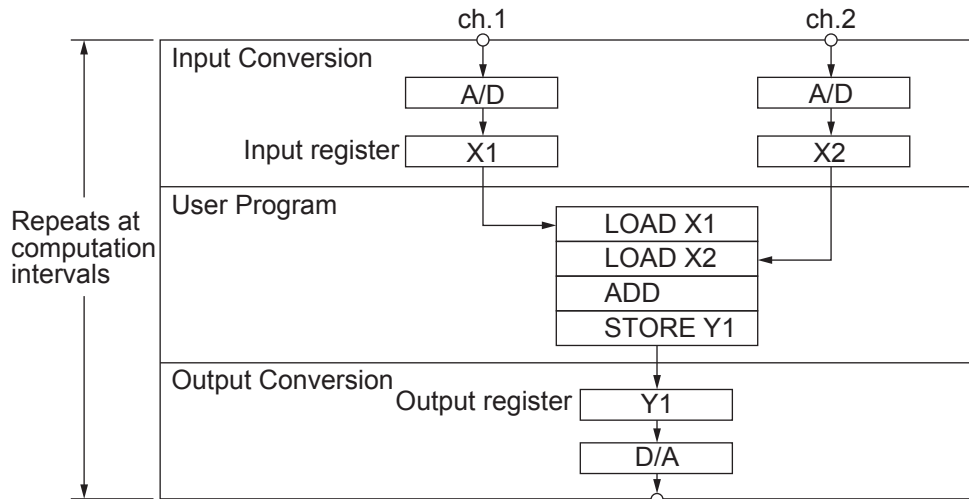 ch.1
ch.2
Input Conversion
A/D
A/D
Input register
X1
X2
Repeats at
computation
intervals
User Program
LOAD X1
LOAD X2
ADD
STORE Y1
Output Conversion
Output register
Y1
D/A